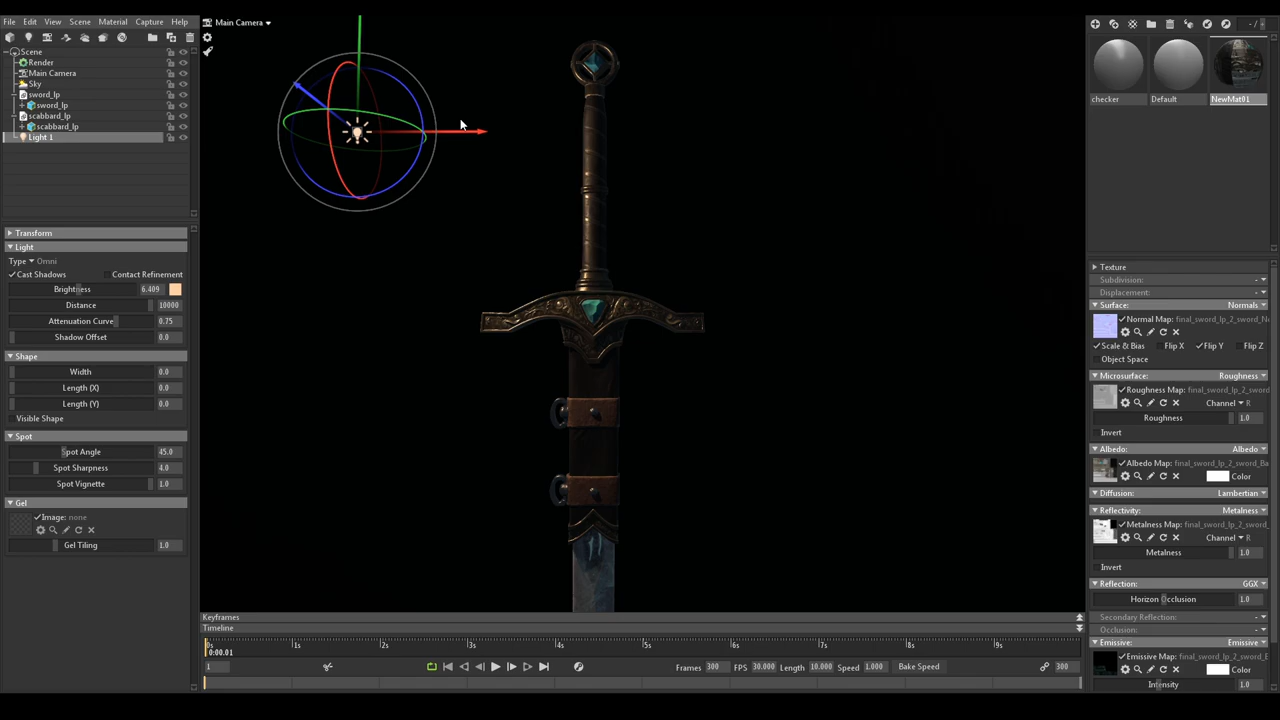 File Edit View Scene Material Capture Help
Main Camera
Scene
Render
Main Camera
Sky
sword_lp
sword_lp
scabbard_lp
scabbard_lp
Light 1
Transform
Light
Type Omni
Cast Shadows Contact Refinement
Brightness 6.409
Distance 10000
Attenuation Curve 0.75
Shadow Offset 0.0
Shape
Width 0.0
Length (X) 0.0
Length (Y) 0.0
Visible Shape
Spot
Spot Angle 45.0
Spot Sharpness 4.0
Spot Vignette 1.0
Gel
Image: none
Gel Tiling 1.0
Keyframes
Timeline
0s 1s 2s 3s 4s 5s 6s 7s 8s 9s
0:00.01
1 Frames 300 FPS 30.000 Length 10.000 Speed 1.000 Bake Speed 300
- /
checker Default NewMat01
Texture
Subdivision: -
Displacement: -
Surface: Normals
Normal Map: final_sword_lp_2_sword_No
Scale & Bias Flip X Flip Y Flip Z
Object Space
Microsurface: Roughness
Roughness Map: final_sword_lp_2_sword
Channel R
Roughness 1.0
Invert
Albedo: Albedo
Albedo Map: final_sword_lp_2_sword_Ba
Color
Diffusion: Lambertian
Reflectivity: Metalness
Metalness Map: final_sword_lp_2_sword_
Channel R
Metalness 1.0
Invert
Reflection: GGX
Horizon Occlusion 1.0
Secondary Reflection: -
Occlusion: -
Emissive: Emissive
Emissive Map: final_sword_lp_2_sword_E
Color
Intensity 1.0